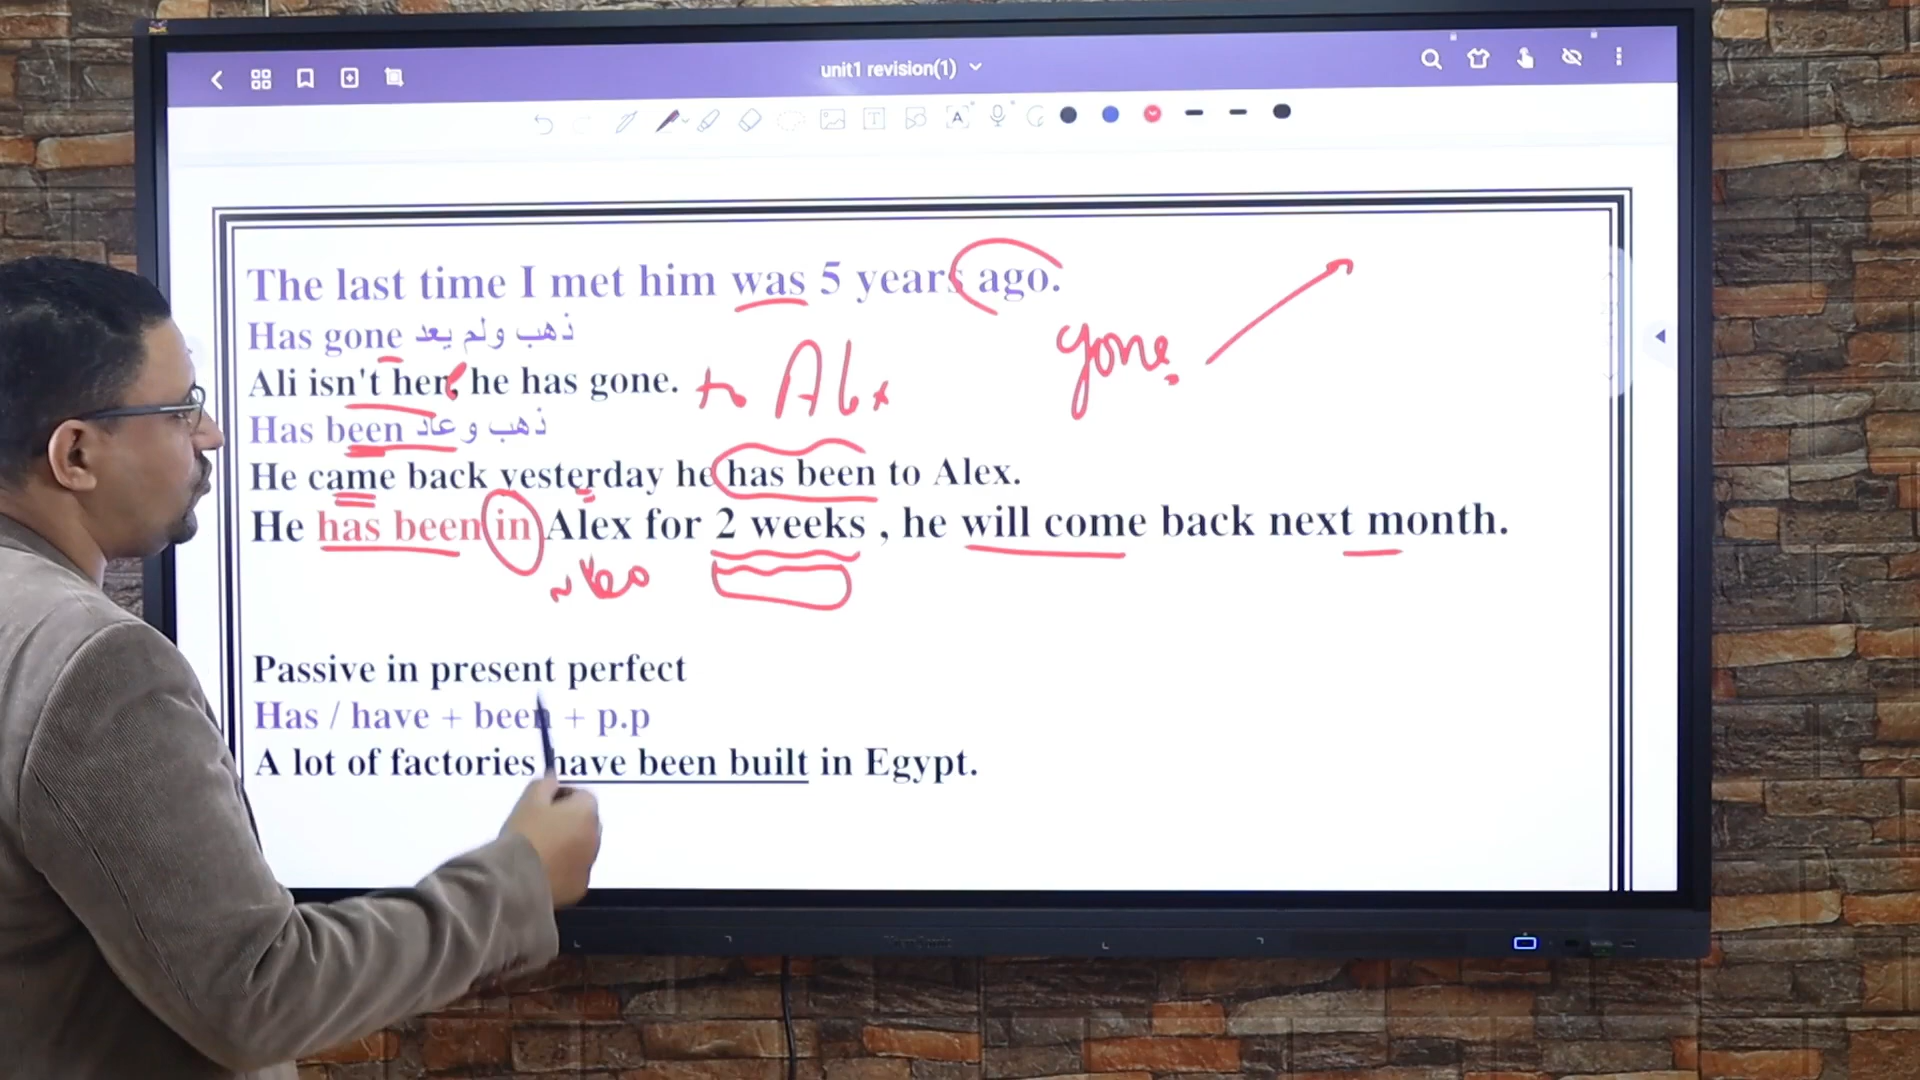 unit1 revision(1)
The last time I met him was 5 years ago.
Has gone ذهب ولم يعد
gone
Ali isn't here, he has gone. to Alex
Has been ذهب وعاد
He came back yesterday he has been to Alex.
He has been in Alex for 2 weeks , he will come back next month.
Passive in present perfect
Has / have + been + p.p
A lot of factories have been built in Egypt.